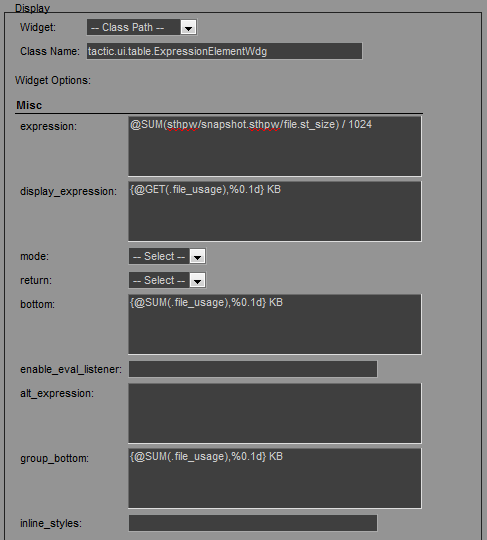 Display
Widget: -- Class Path --
Class Name: tactic.ui.table.ExpressionElementWdg
Widget Options:
Misc
expression: @SUM(sthpw/snapshot.sthpw/file.st_size) / 1024
display_expression: {@GET(.file_usage),%0.1d} KB
mode: -- Select --
return: -- Select --
bottom: {@SUM(.file_usage),%0.1d} KB
enable_eval_listener:
alt_expression:
group_bottom: {@SUM(.file_usage),%0.1d} KB
inline_styles: